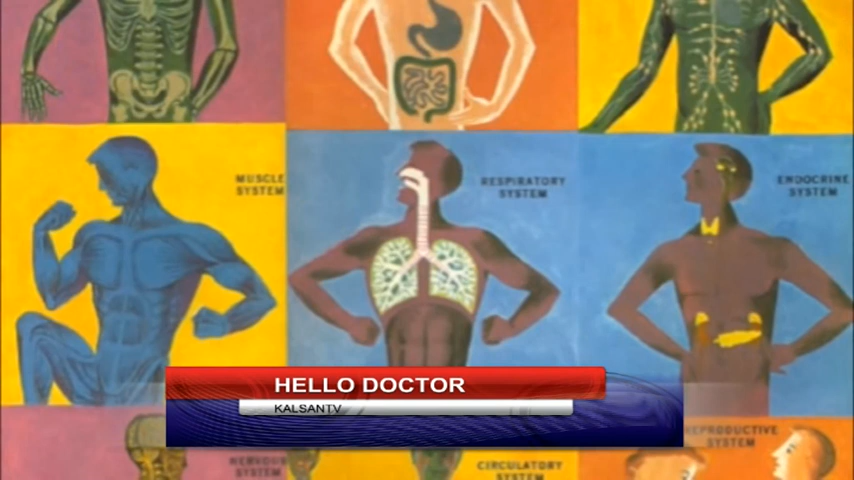 MUSCLE
SYSTEM
RESPIRATORY
SYSTEM
ENDOCRINE
SYSTEM
HELLO DOCTOR
KALSANTV
NERVOUS
SYSTEM
CIRCULATORY
SYSTEM
REPRODUCTIVE
SYSTEM